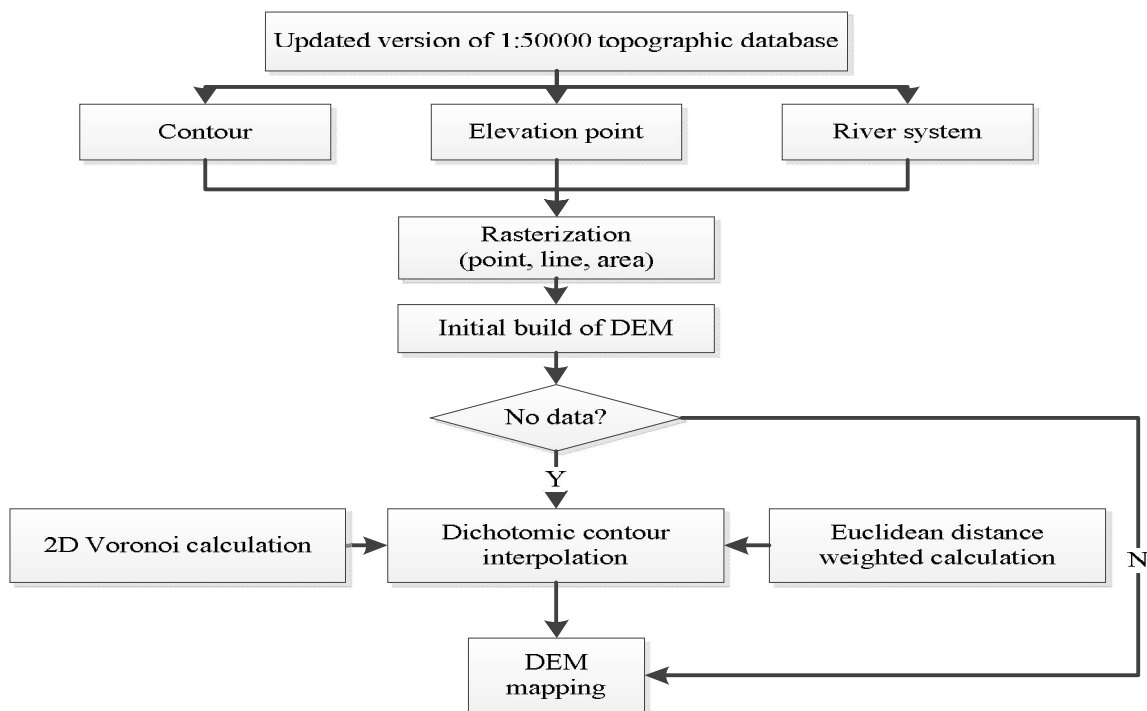 Updated version of 1:50000 topographic database
Contour
Elevation point
River system
Rasterization
(point, line, area)
Initial build of DEM
No data?
Y
2D Voronoi calculation
Dichotomic contour
interpolation
Euclidean distance
weighted calculation
N
DEM
mapping